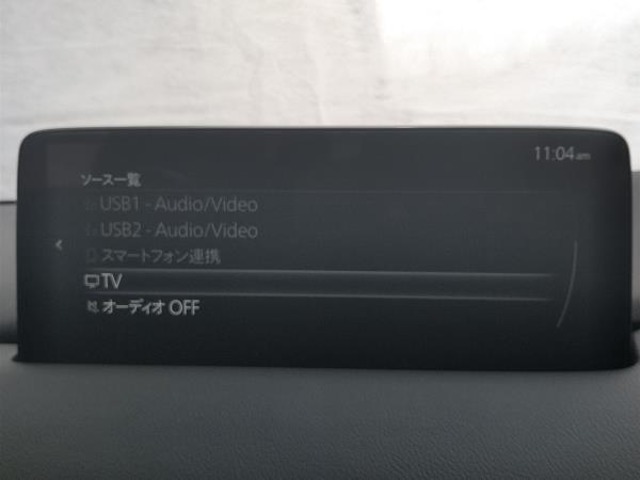 11:04am
ソース一覧
USB1 - Audio/Video
USB2 - Audio/Video
スマートフォン連携
TV
オーディオ OFF